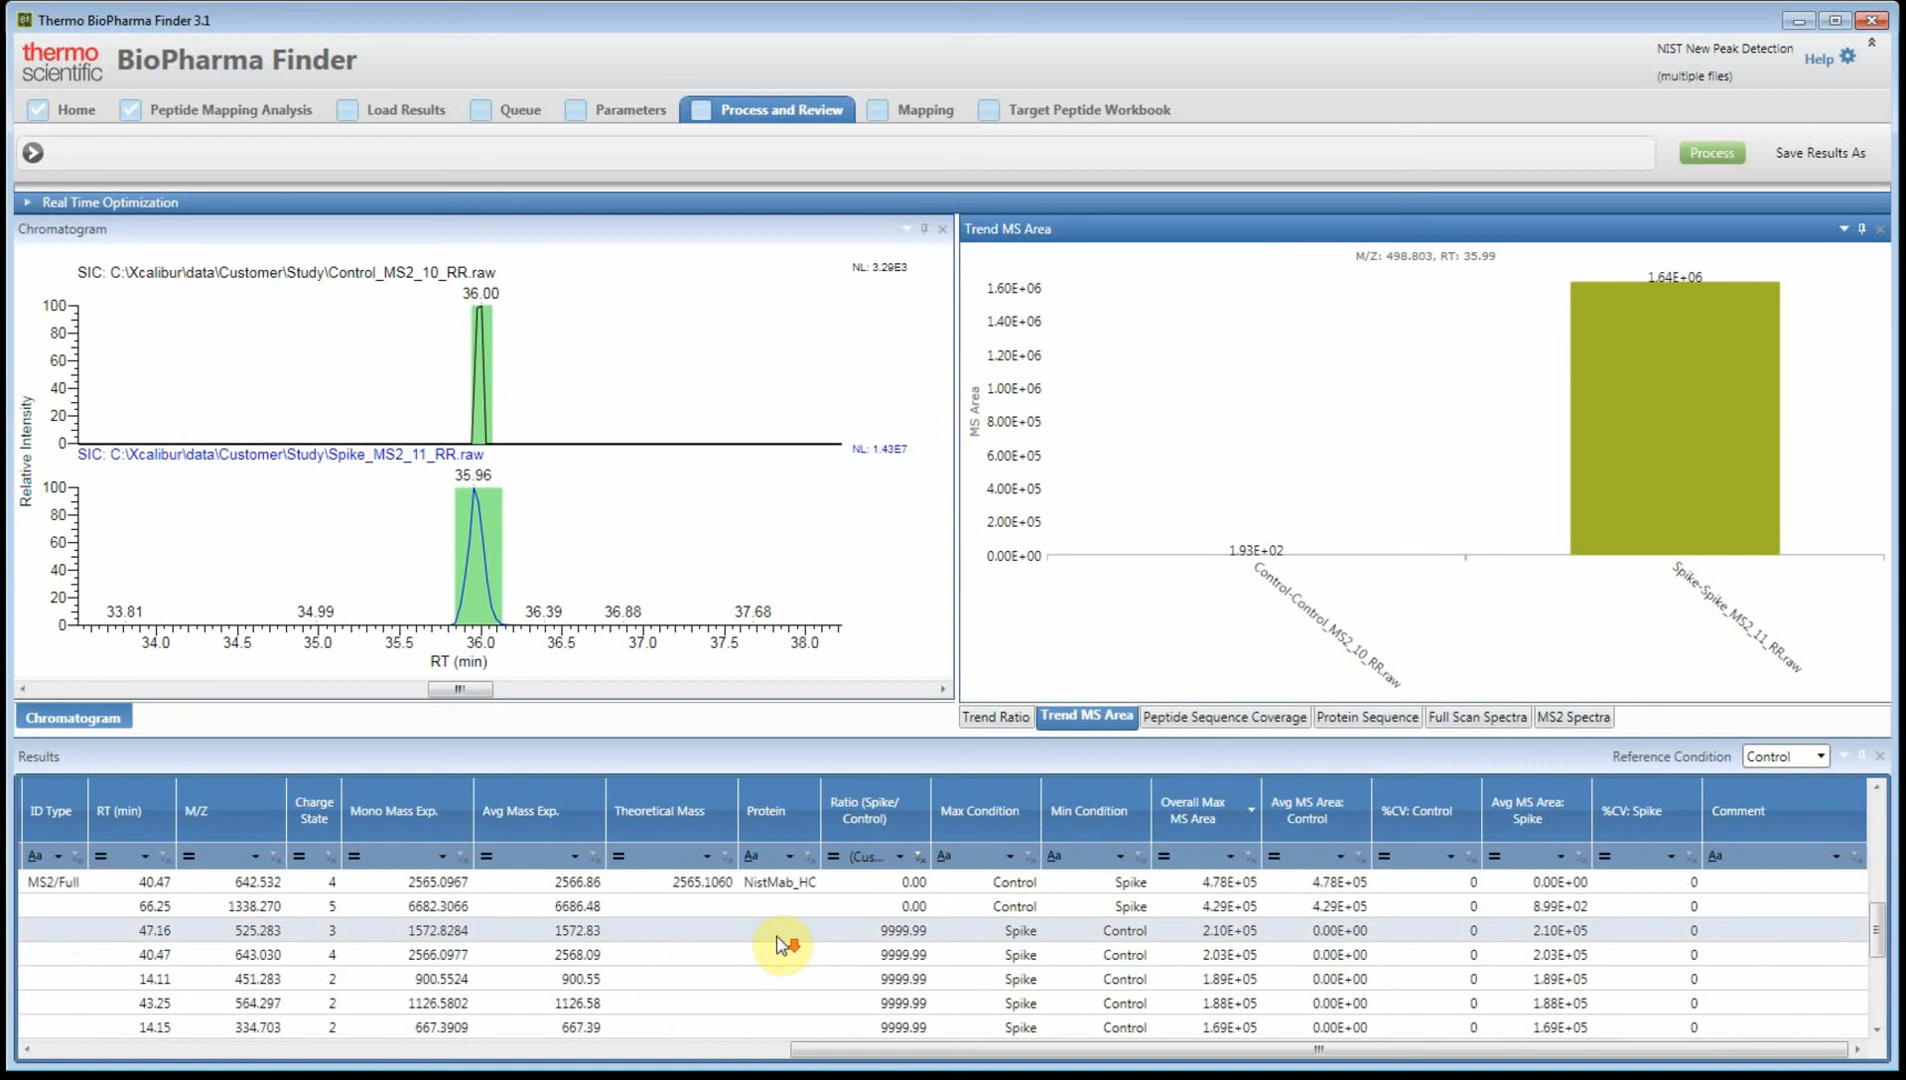 Thermo BioPharma Finder 3.1
thermo scientific BioPharma Finder
NIST New Peak Detection
(multiple files)
Help
Home Peptide Mapping Analysis Load Results Queue Parameters Process and Review Mapping Target Peptide Workbook
Process Save Results As
Real Time Optimization
Chromatogram
SIC: C:\Xcalibur\data\Customer\Study\Control_MS2_10_RR.raw
NL: 3.29E3
36.00
100
80
60
40
20
0
SIC: C:\Xcalibur\data\Customer\Study\Spike_MS2_11_RR.raw
NL: 1.43E7
35.96
100
80
60
40
20
0
33.81 34.99 36.39 36.88 37.68
34.0 34.5 35.0 35.5 36.0 36.5 37.0 37.5 38.0
RT (min)
Relative Intensity
Chromatogram
Trend MS Area
M/Z: 498.803, RT: 35.99
1.64E+06
1.60E+06
1.40E+06
1.20E+06
1.00E+06
8.00E+05
6.00E+05
4.00E+05
2.00E+05
0.00E+00
MS Area
1.93E+02
Control-Control_MS2_10_RR.raw
Spike-Spike_MS2_11_RR.raw
Trend Ratio Trend MS Area Peptide Sequence Coverage Protein Sequence Full Scan Spectra MS2 Spectra
Results
Reference Condition Control
ID Type RT (min) M/Z Charge State Mono Mass Exp. Avg Mass Exp. Theoretical Mass Protein Ratio (Spike/ Control) Max Condition Min Condition Overall Max MS Area Avg MS Area: Control %CV: Control Avg MS Area: Spike %CV: Spike Comment
Aa = = = = = = Aa = (Cus... Aa Aa = = = = = Aa
MS2/Full 40.47 642.532 4 2565.0967 2566.86 2565.1060 NistMab_HC 0.00 Control Spike 4.78E+05 4.78E+05 0 0.00E+00 0
66.25 1338.270 5 6682.3066 6686.48 0.00 Control Spike 4.29E+05 4.29E+05 0 8.99E+02 0
47.16 525.283 3 1572.8284 1572.83 9999.99 Spike Control 2.10E+05 0.00E+00 0 2.10E+05 0
40.47 643.030 4 2566.0977 2568.09 9999.99 Spike Control 2.03E+05 0.00E+00 0 2.03E+05 0
14.11 451.283 2 900.5524 900.55 9999.99 Spike Control 1.89E+05 0.00E+00 0 1.89E+05 0
43.25 564.297 2 1126.5802 1126.58 9999.99 Spike Control 1.88E+05 0.00E+00 0 1.88E+05 0
14.15 334.703 2 667.3909 667.39 9999.99 Spike Control 1.69E+05 0.00E+00 0 1.69E+05 0